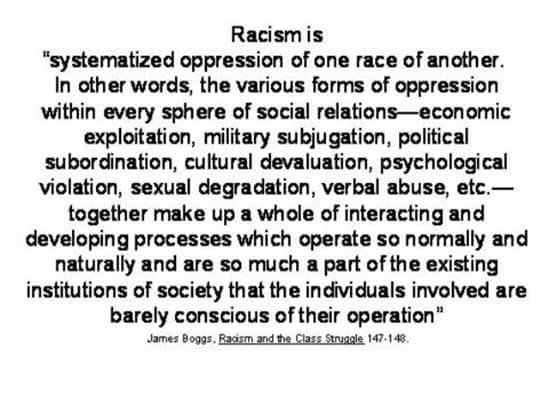 Racism is
"systematized oppression of one race of another.
In other words, the various forms of oppression
within every sphere of social relations—economic
exploitation, military subjugation, political
subordination, cultural devaluation, psychological
violation, sexual degradation, verbal abuse, etc.—
together make up a whole of interacting and
developing processes which operate so normally and
naturally and are so much a part of the existing
institutions of society that the individuals involved are
barely conscious of their operation"
James Boggs, Racism and the Class Struggle 147-148.